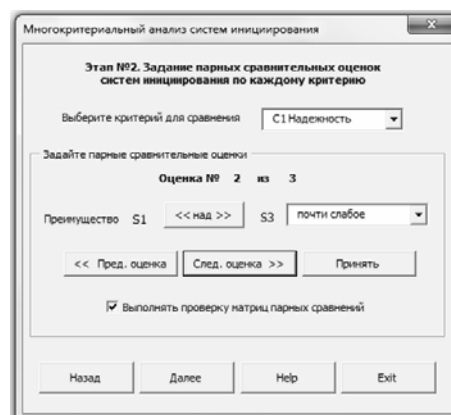 Многокритериальный анализ систем инициирования
Этап №2. Задание парных сравнительных оценок
систем инициирования по каждому критерию
Выберите критерий для сравнения С1 Надежность
Задайте парные сравнительные оценки
Оценка № 2 из 3
Преимущество S1 << над >> S3 почти слабое
<< Пред. оценка След. оценка >> Принять
Выполнять проверку матриц парных сравнений
Назад Далее Help Exit